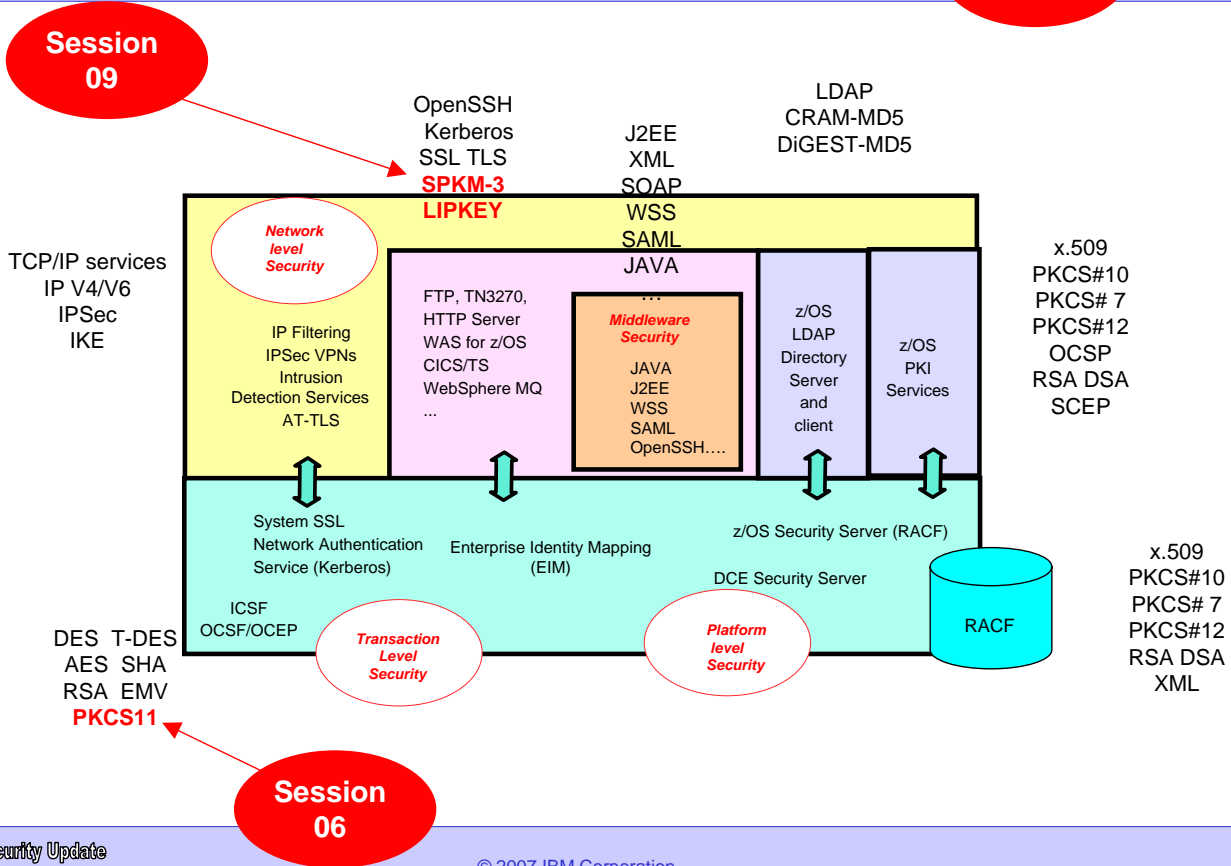 Session
09
OpenSSH
Kerberos
SSL TLS
SPKM-3
LIPKEY
J2EE
XML
SOAP
WSS
SAML
JAVA
...
LDAP
CRAM-MD5
DiGEST-MD5
TCP/IP services
IP V4/V6
IPSec
IKE
Network
level
Security
IP Filtering
IPSec VPNs
Intrusion
Detection Services
AT-TLS
FTP, TN3270,
HTTP Server
WAS for z/OS
CICS/TS
WebSphere MQ
...
Middleware
Security
JAVA
J2EE
WSS
SAML
OpenSSH....
z/OS
LDAP
Directory
Server
and
client
z/OS
PKI
Services
x.509
PKCS#10
PKCS# 7
PKCS#12
OCSP
RSA DSA
SCEP
System SSL
Network Authentication
Service (Kerberos)
Enterprise Identity Mapping
(EIM)
z/OS Security Server (RACF)
DCE Security Server
ICSF
OCSF/OCEP
Transaction
Level
Security
Platform
level
Security
RACF
x.509
PKCS#10
PKCS# 7
PKCS#12
RSA DSA
XML
DES T-DES
AES SHA
RSA EMV
PKCS11
Session
06
curity Update
© 2007 IBM Corporation